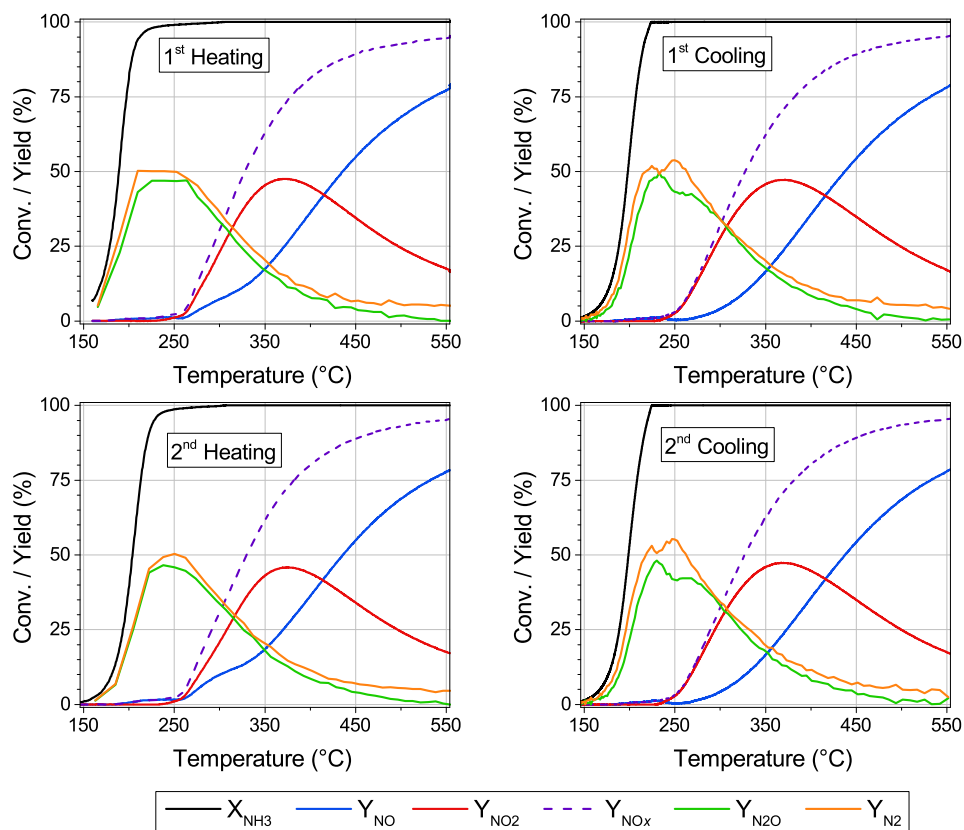 1st Heating
100
75
50
25
0
150 250 350 450 550
Conv. / Yield (%)
Temperature (°C)
1st Cooling
100
75
50
25
0
150 250 350 450 550
Conv. / Yield (%)
Temperature (°C)
2nd Heating
100
75
50
25
0
150 250 350 450 550
Conv. / Yield (%)
Temperature (°C)
2nd Cooling
100
75
50
25
0
150 250 350 450 550
Conv. / Yield (%)
Temperature (°C)
XNH3 YNO YNO2 YNOx YN2O YN2